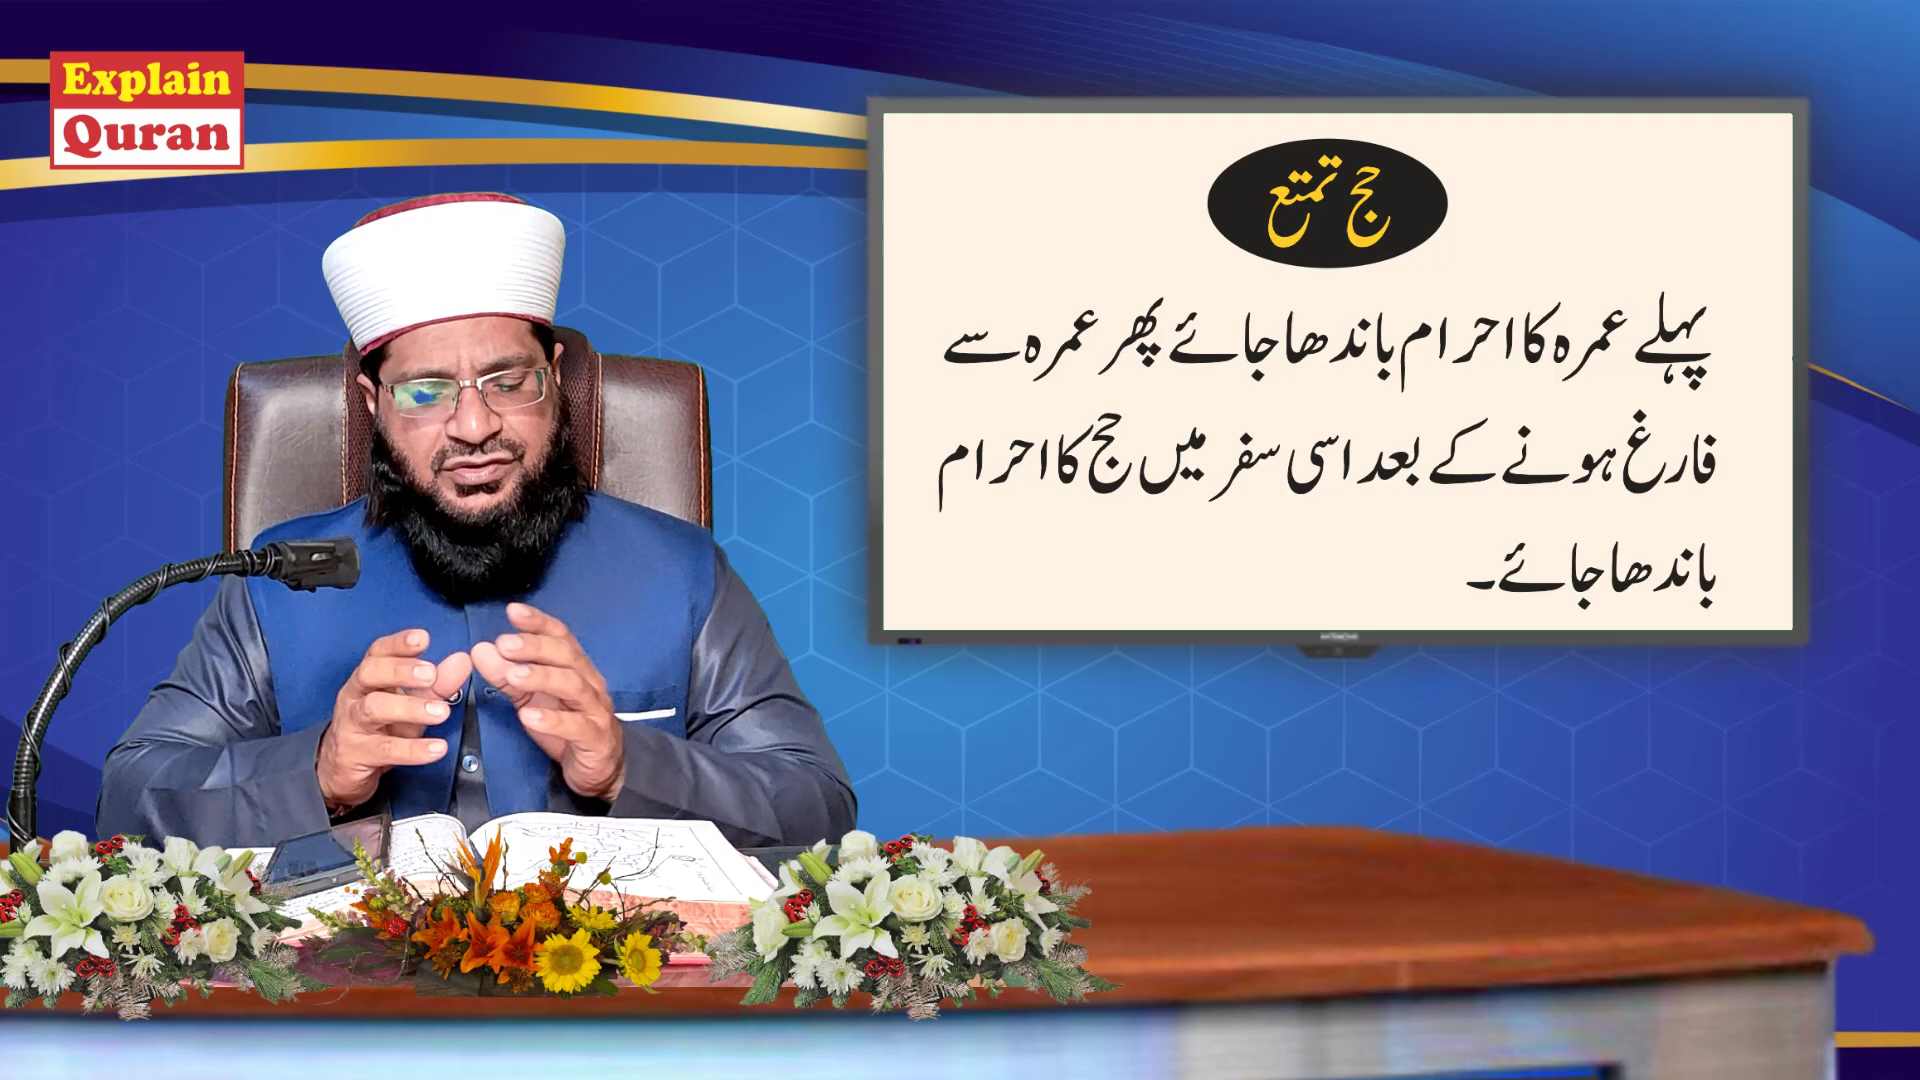 Explain
Quran
حج تمتع
پہلے عمرہ کا احرام باندھا جائے پھر عمرہ سے
فارغ ہونے کے بعد اسی سفر میں حج کا احرام
باندھا جائے۔
HITACHI